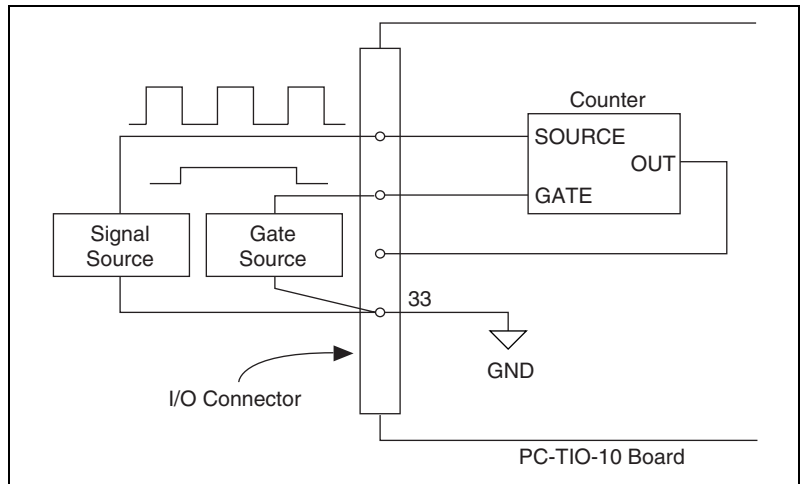 Counter
SOURCE
OUT
GATE
Signal
Source
Gate
Source
33
GND
I/O Connector
PC-TIO-10 Board